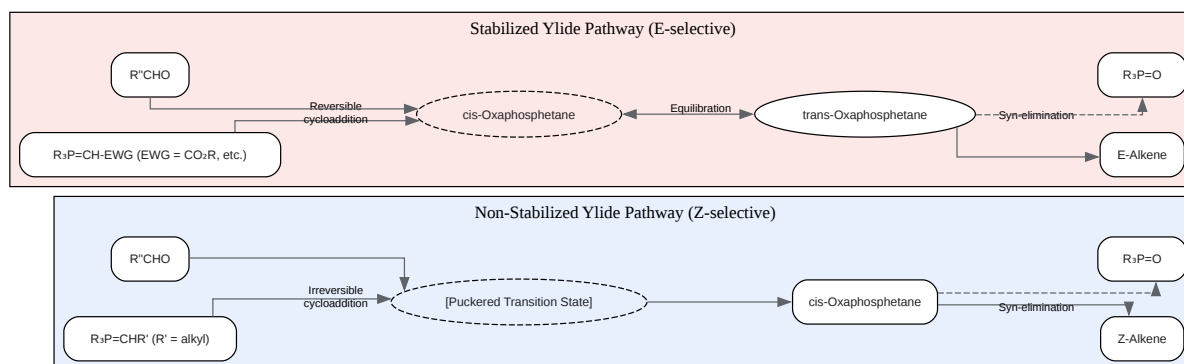 Stabilized Ylide Pathway (E-selective)
R"CHO
R₃P=O
Reversible
cycloaddition
cis-Oxaphosphetane
Equilibration
trans-Oxaphosphetane
Syn-elimination
R₃P=CH-EWG (EWG = CO₂R, etc.)
E-Alkene
Non-Stabilized Ylide Pathway (Z-selective)
R"CHO
R₃P=O
Irreversible
cycloaddition
[Puckered Transition State]
cis-Oxaphosphetane
Syn-elimination
R₃P=CHR' (R' = alkyl)
Z-Alkene